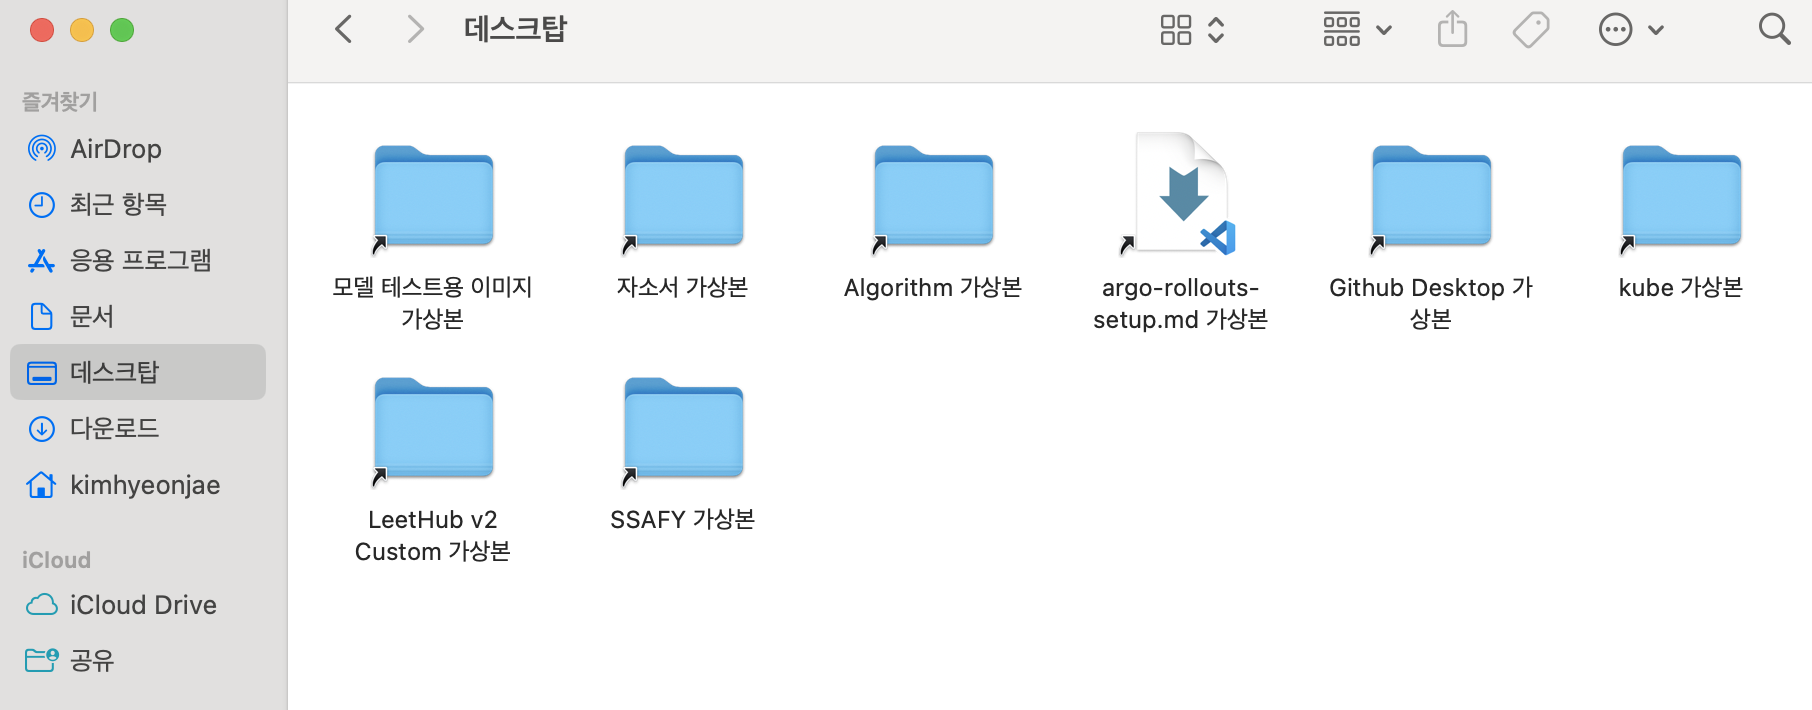 데스크탑
즐겨찾기
AirDrop
최근 항목
응용 프로그램
문서
데스크탑
다운로드
kimhyeonjae
iCloud
iCloud Drive
공유
모델 테스트용 이미지
가상본
자소서 가상본
Algorithm 가상본
argo-rollouts-
setup.md 가상본
Github Desktop 가
상본
kube 가상본
LeetHub v2
Custom 가상본
SSAFY 가상본